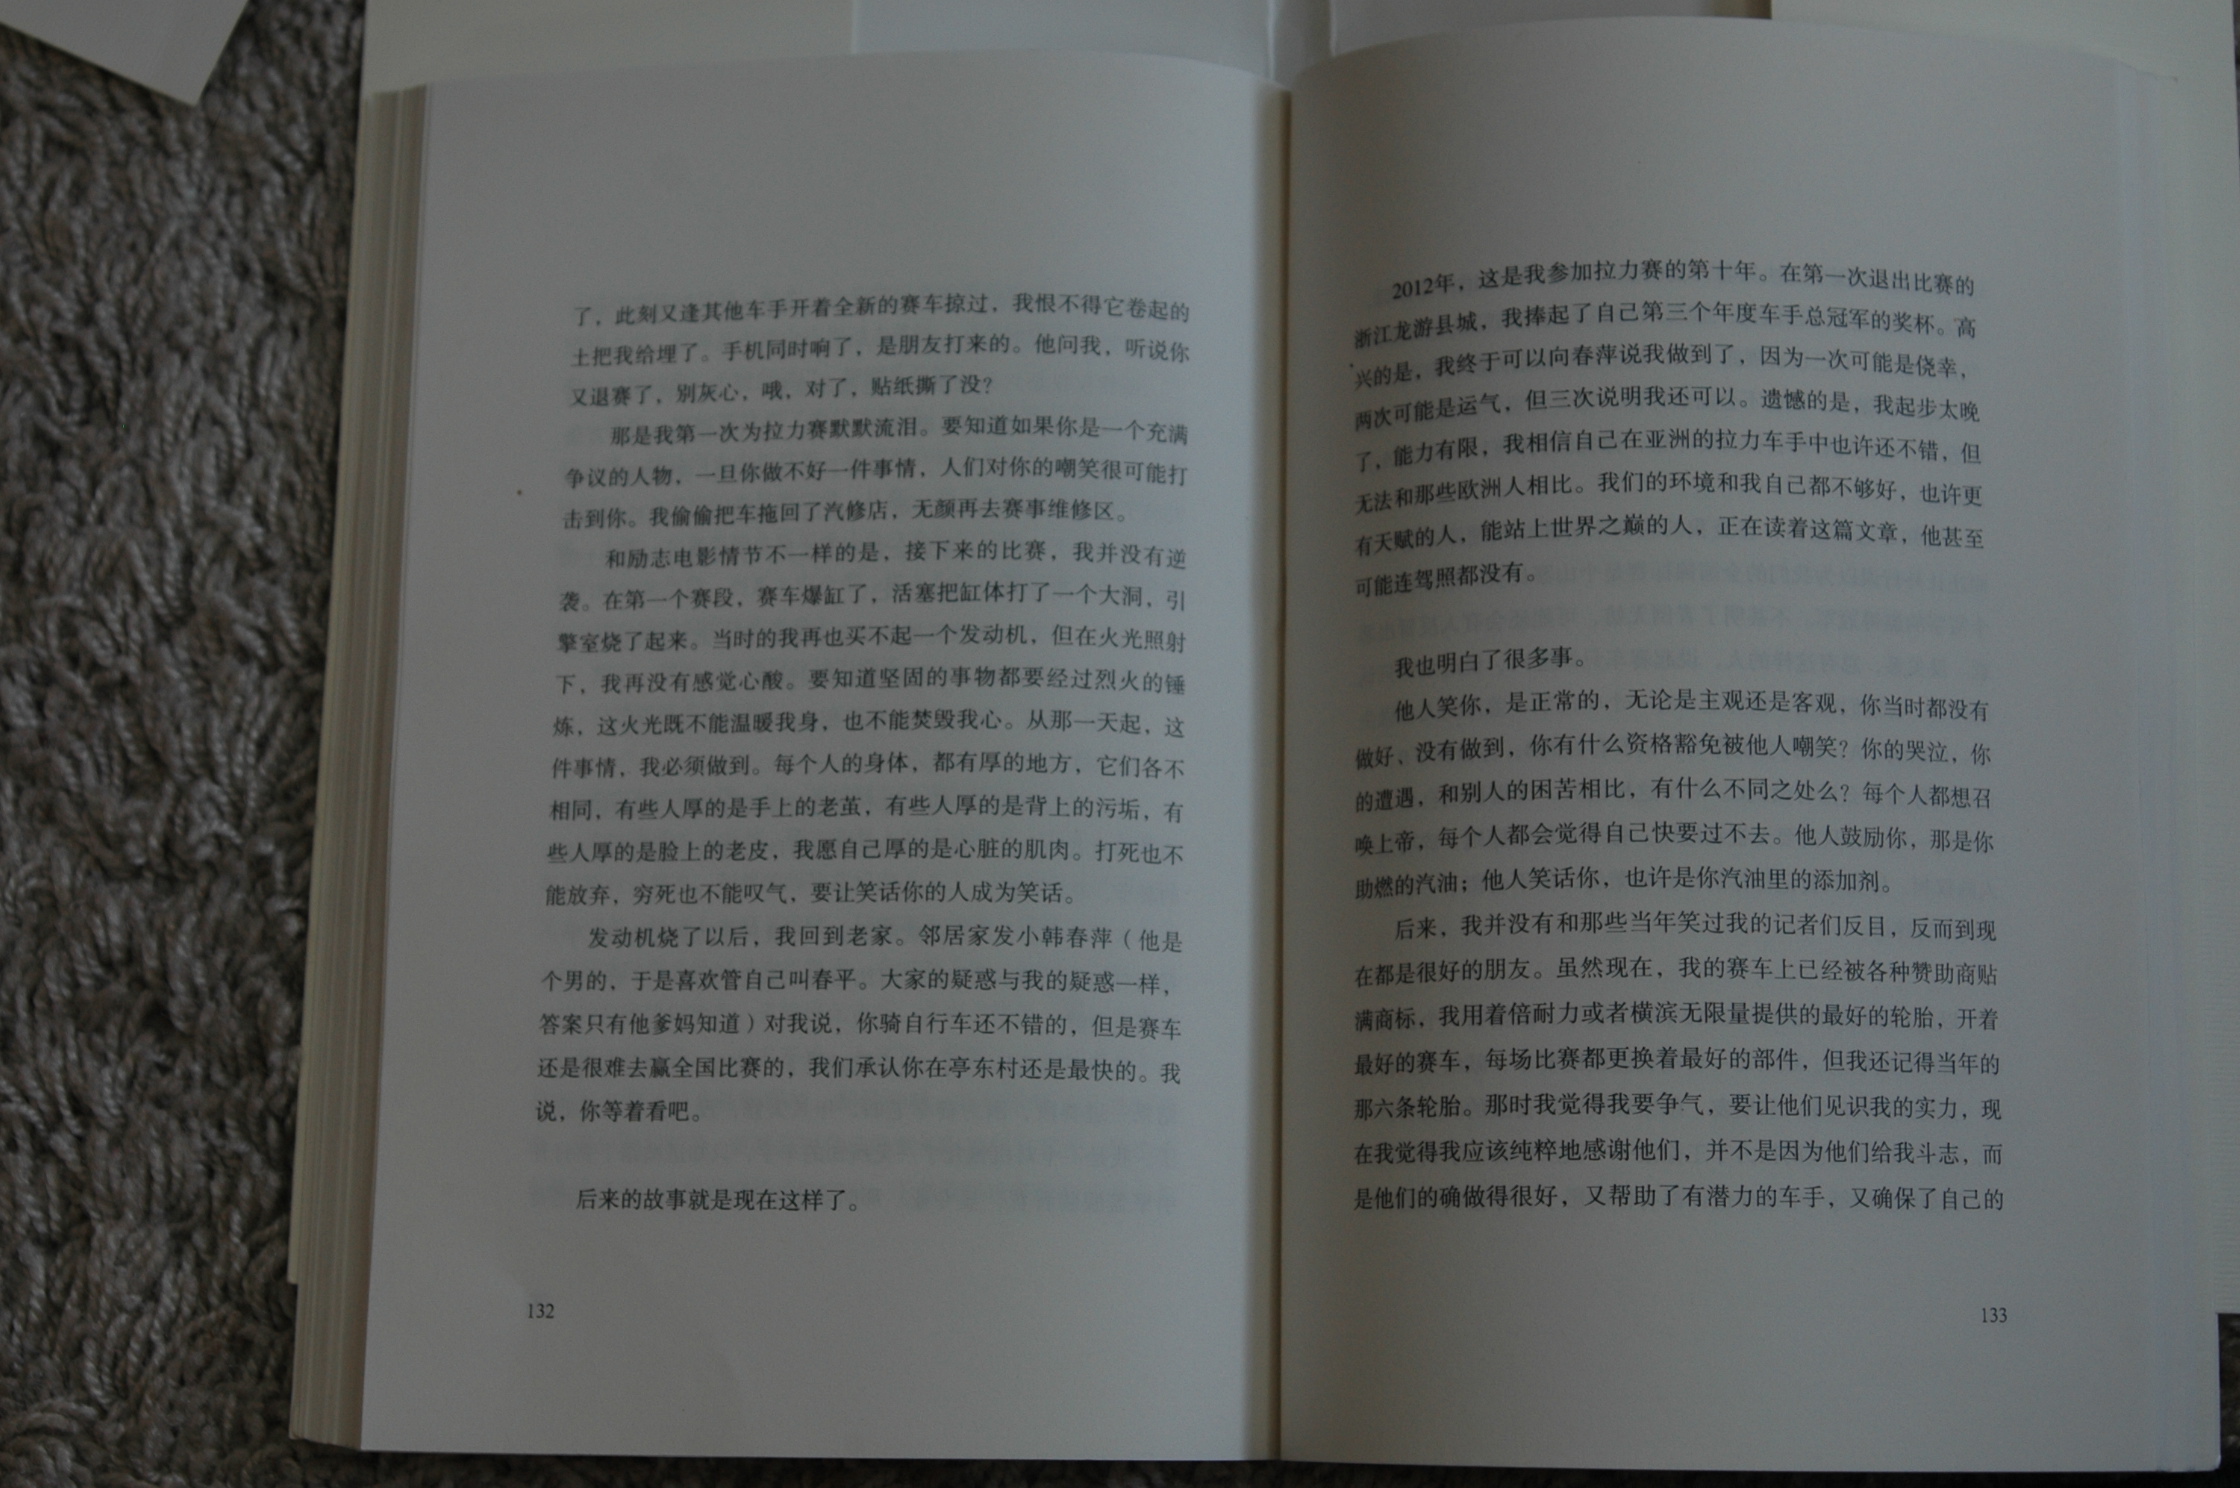 了，此刻又逢其他车手开着全新的赛车掠过，我恨不得它卷起的
土把我给埋了。手机同时响了，是朋友打来的。他问我，听说你
又退赛了，别灰心，哦，对了，贴纸撕了没？
那是我第一次为拉力赛默默流泪。要知道如果你是一个充满
争议的人物，一旦你做不好一件事情，人们对你的嘲笑很可能打
击到你。我偷偷把车拖回了汽修店，无颜再去赛事维修区。
和励志电影情节不一样的是，接下来的比赛，我并没有逆
袭。在第一个赛段，赛车爆缸了，活塞把缸体打了一个大洞，引
擎室烧了起来。当时的我再也买不起一个发动机，但在火光照射
下，我再没有感觉心酸。要知道坚固的事物都要经过烈火的锤
炼，这火光既不能温暖我身，也不能焚毁我心。从那一天起，这
件事情，我必须做到。每个人的身体，都有厚的地方，它们各不
相同，有些人厚的是手上的老茧，有些人厚的是背上的污垢，有
些人厚的是脸上的老皮，我愿自己厚的是心脏的肌肉。打死也不
能放弃，穷死也不能叹气，要让笑话你的人成为笑话。
发动机烧了以后，我回到老家。邻居家发小韩春萍（他是
个男的，于是喜欢管自己叫春平。大家的疑惑与我的疑惑一样，
答案只有他爹妈知道）对我说，你骑自行车还不错的，但是赛车
还是很难去赢全国比赛的，我们承认你在亭东村还是最快的。我
说，你等着看吧。
后来的故事就是现在这样了。
132
2012年，这是我参加拉力赛的第十年。在第一次退出比赛的
浙江龙游县城，我捧起了自己第三个年度车手总冠军的奖杯。高
兴的是，我终于可以向春萍说我做到了，因为一次可能是侥幸，
两次可能是运气，但三次说明我还可以。遗憾的是，我起步太晚
了，能力有限，我相信自己在亚洲的拉力车手中也许还不错，但
无法和那些欧洲人相比。我们的环境和我自己都不够好，也许更
有天赋的人，能站上世界之巅的人，正在读着这篇文章，他甚至
可能连驾照都没有。
我也明白了很多事。
他人笑你，是正常的，无论是主观还是客观，你当时都没有
做好、没有做到，你有什么资格豁免被他人嘲笑？你的哭泣，你
的遭遇，和别人的困苦相比，有什么不同之处么？每个人都想召
唤上帝，每个人都会觉得自己快要过不去。他人鼓励你，那是你
助燃的汽油；他人笑话你，也许是你汽油里的添加剂。
后来，我并没有和那些当年笑过我的记者们反目，反而到现
在都是很好的朋友。虽然现在，我的赛车上已经被各种赞助商贴
满商标，我用着倍耐力或者横滨无限量提供的最好的轮胎，开着
最好的赛车，每场比赛都更换着最好的部件，但我还记得当年的
那六条轮胎。那时我觉得我要争气，要让他们见识我的实力，现
在我觉得我应该纯粹地感谢他们，并不是因为他们给我斗志，而
是他们的确做得很好，又帮助了有潜力的车手，又确保了自己的
133